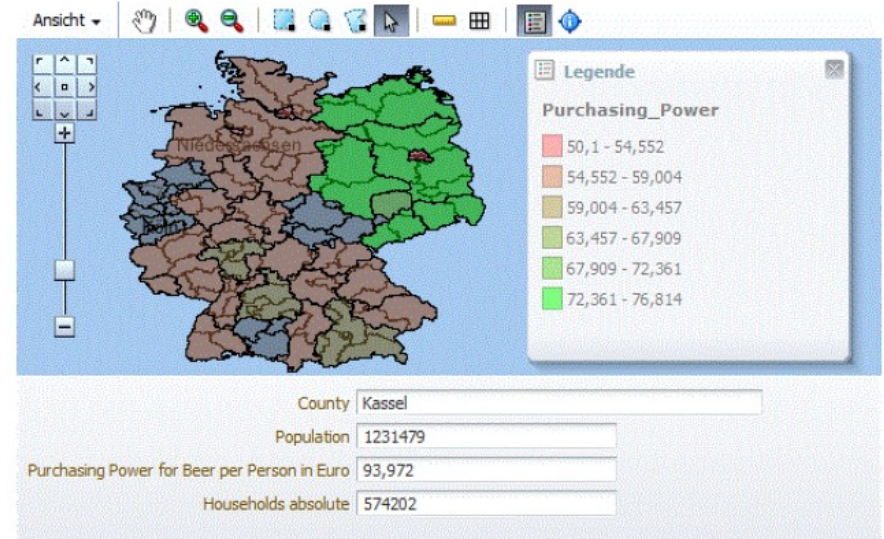 Ansicht
Legende
Purchasing_Power
50,1 - 54,552
54,552 - 59,004
59,004 - 63,457
63,457 - 67,909
67,909 - 72,361
72,361 - 76,814
Niedersachsen
Köln
County Kassel
Population 1231479
Purchasing Power for Beer per Person in Euro 93,972
Households absolute 574202